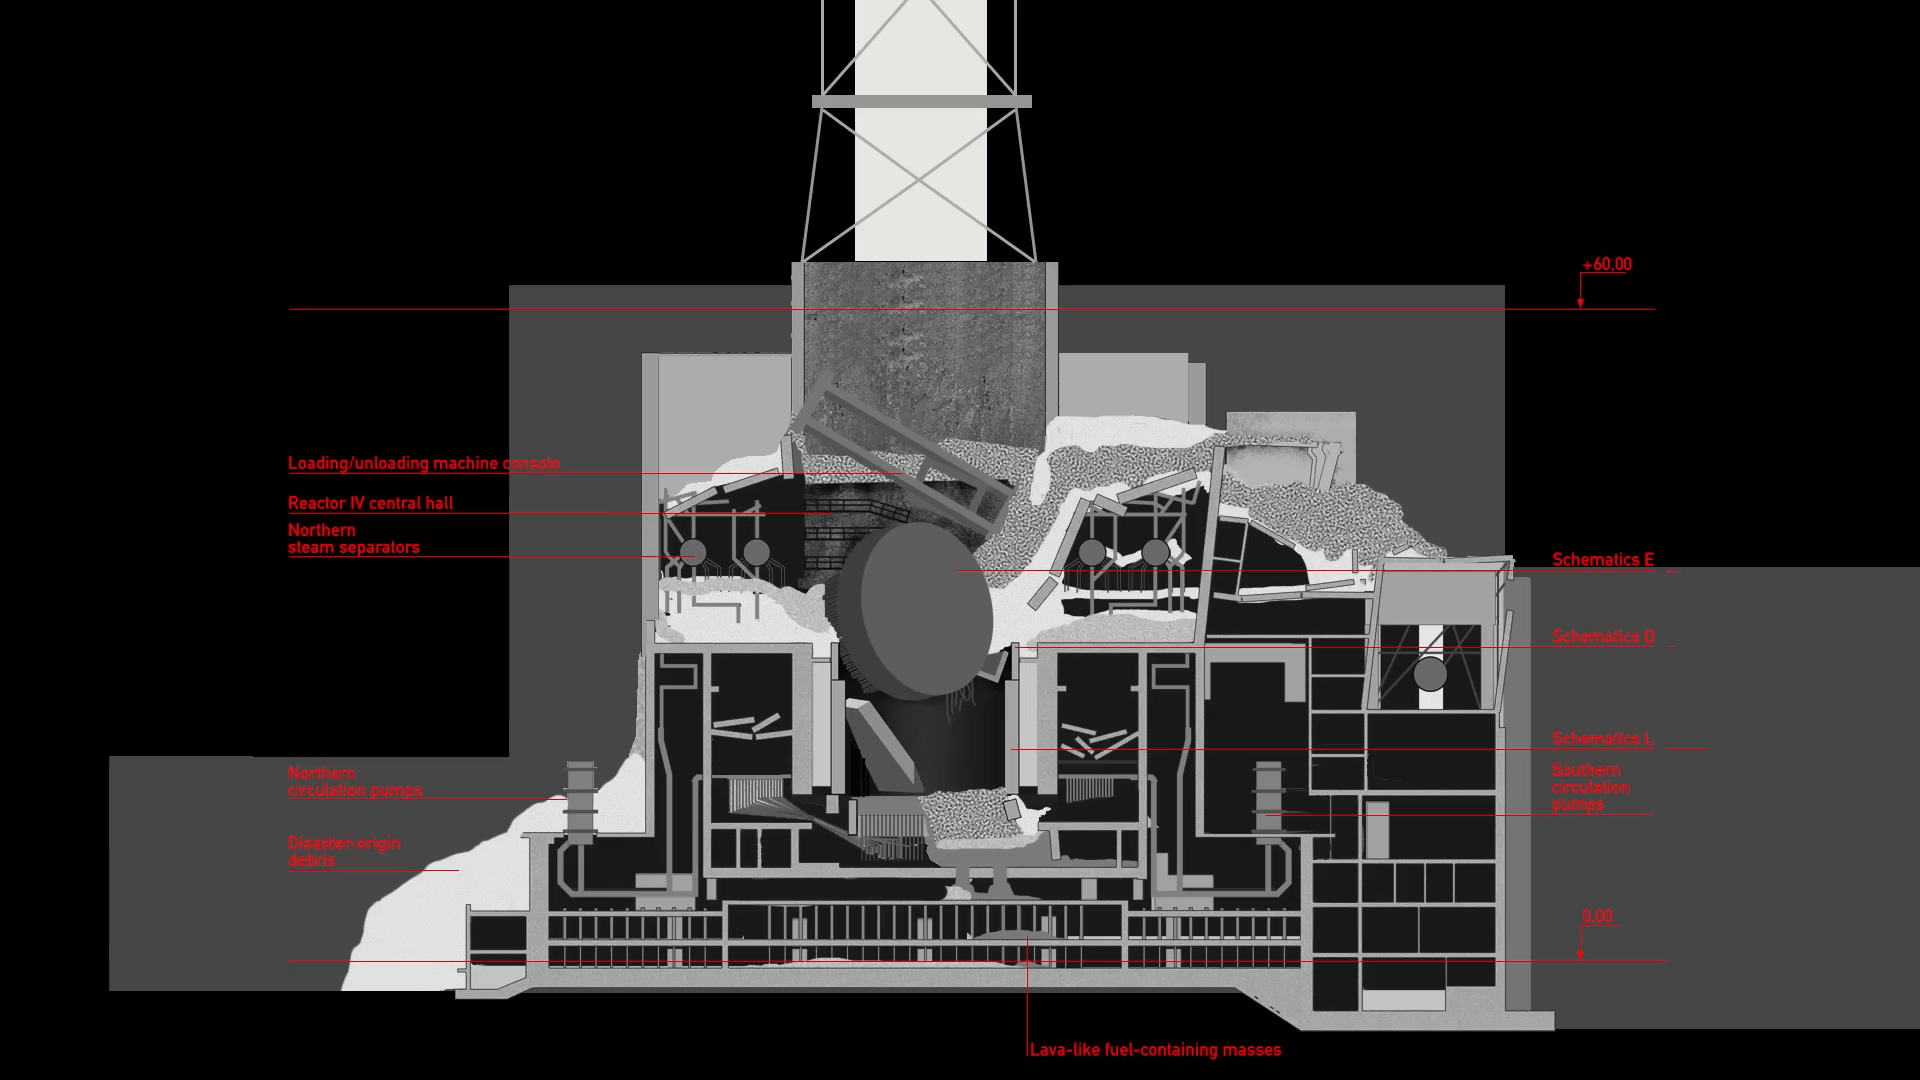 +60,00
Loading/unloading machine console
Reactor IV central hall
Northern
steam separators
Schematics E
Schematics D
Schematics L
Northern
circulation pumps
Southern
circulation
pumps
Disaster-origin
debris
0,00
Lava-like fuel-containing masses